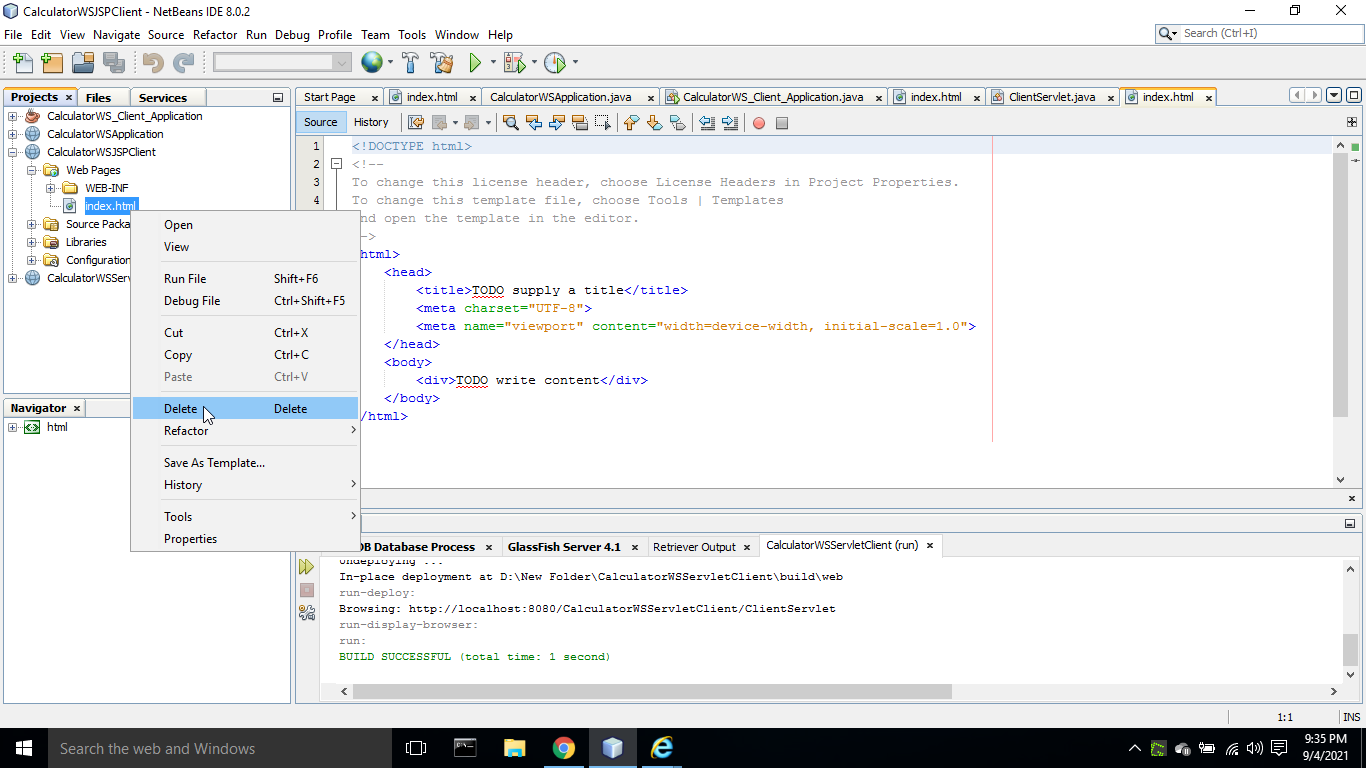 CalculatorWSJSPClient - NetBeans IDE 8.0.2
File Edit View Navigate Source Refactor Run Debug Profile Team Tools Window Help
Search (Ctrl+I)
Projects Files Services
CalculatorWS_Client_Application
CalculatorWSApplication
CalculatorWSJSPClient
Web Pages
WEB-INF
index.html
Source Packa
Libraries
Configuration
CalculatorWSSer
Open
View
Run File Shift+F6
Debug File Ctrl+Shift+F5
Cut Ctrl+X
Copy Ctrl+C
Paste Ctrl+V
Delete Delete
Refactor
Save As Template...
History
Tools
Properties
Navigator
html
Start Page index.html CalculatorWSApplication.java CalculatorWS_Client_Application.java index.html ClientServlet.java index.html
Source History
1 <!DOCTYPE html>
2 <!--
3 To change this license header, choose License Headers in Project Properties.
4 To change this template file, choose Tools | Templates
nd open the template in the editor.
->
html>
<head>
<title>TODO supply a title</title>
<meta charset="UTF-8">
<meta name="viewport" content="width=device-width, initial-scale=1.0">
</head>
<body>
<div>TODO write content</div>
</body>
/html>
DB Database Process GlassFish Server 4.1 Retriever Output CalculatorWSServletClient (run)
Undeploying ...
In-place deployment at D:\New Folder\CalculatorWSServletClient\build\web
run-deploy:
Browsing: http://localhost:8080/CalculatorWSServletClient/ClientServlet
run-display-browser:
run:
BUILD SUCCESSFUL (total time: 1 second)
1:1 INS
Search the web and Windows
9:35 PM
9/4/2021